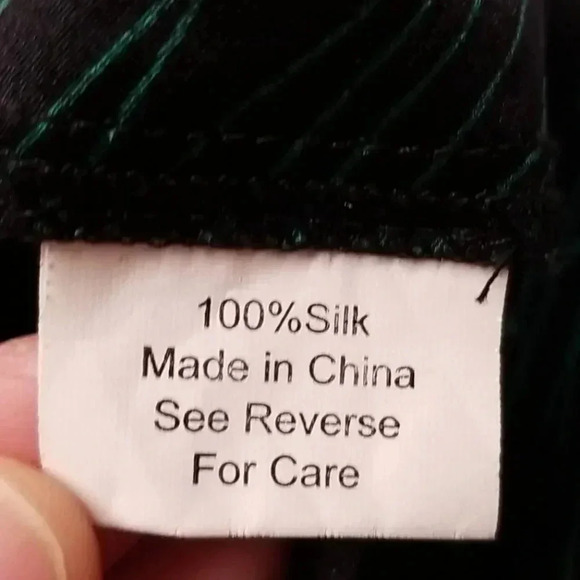 100%Silk
Made in China
See Reverse
For Care